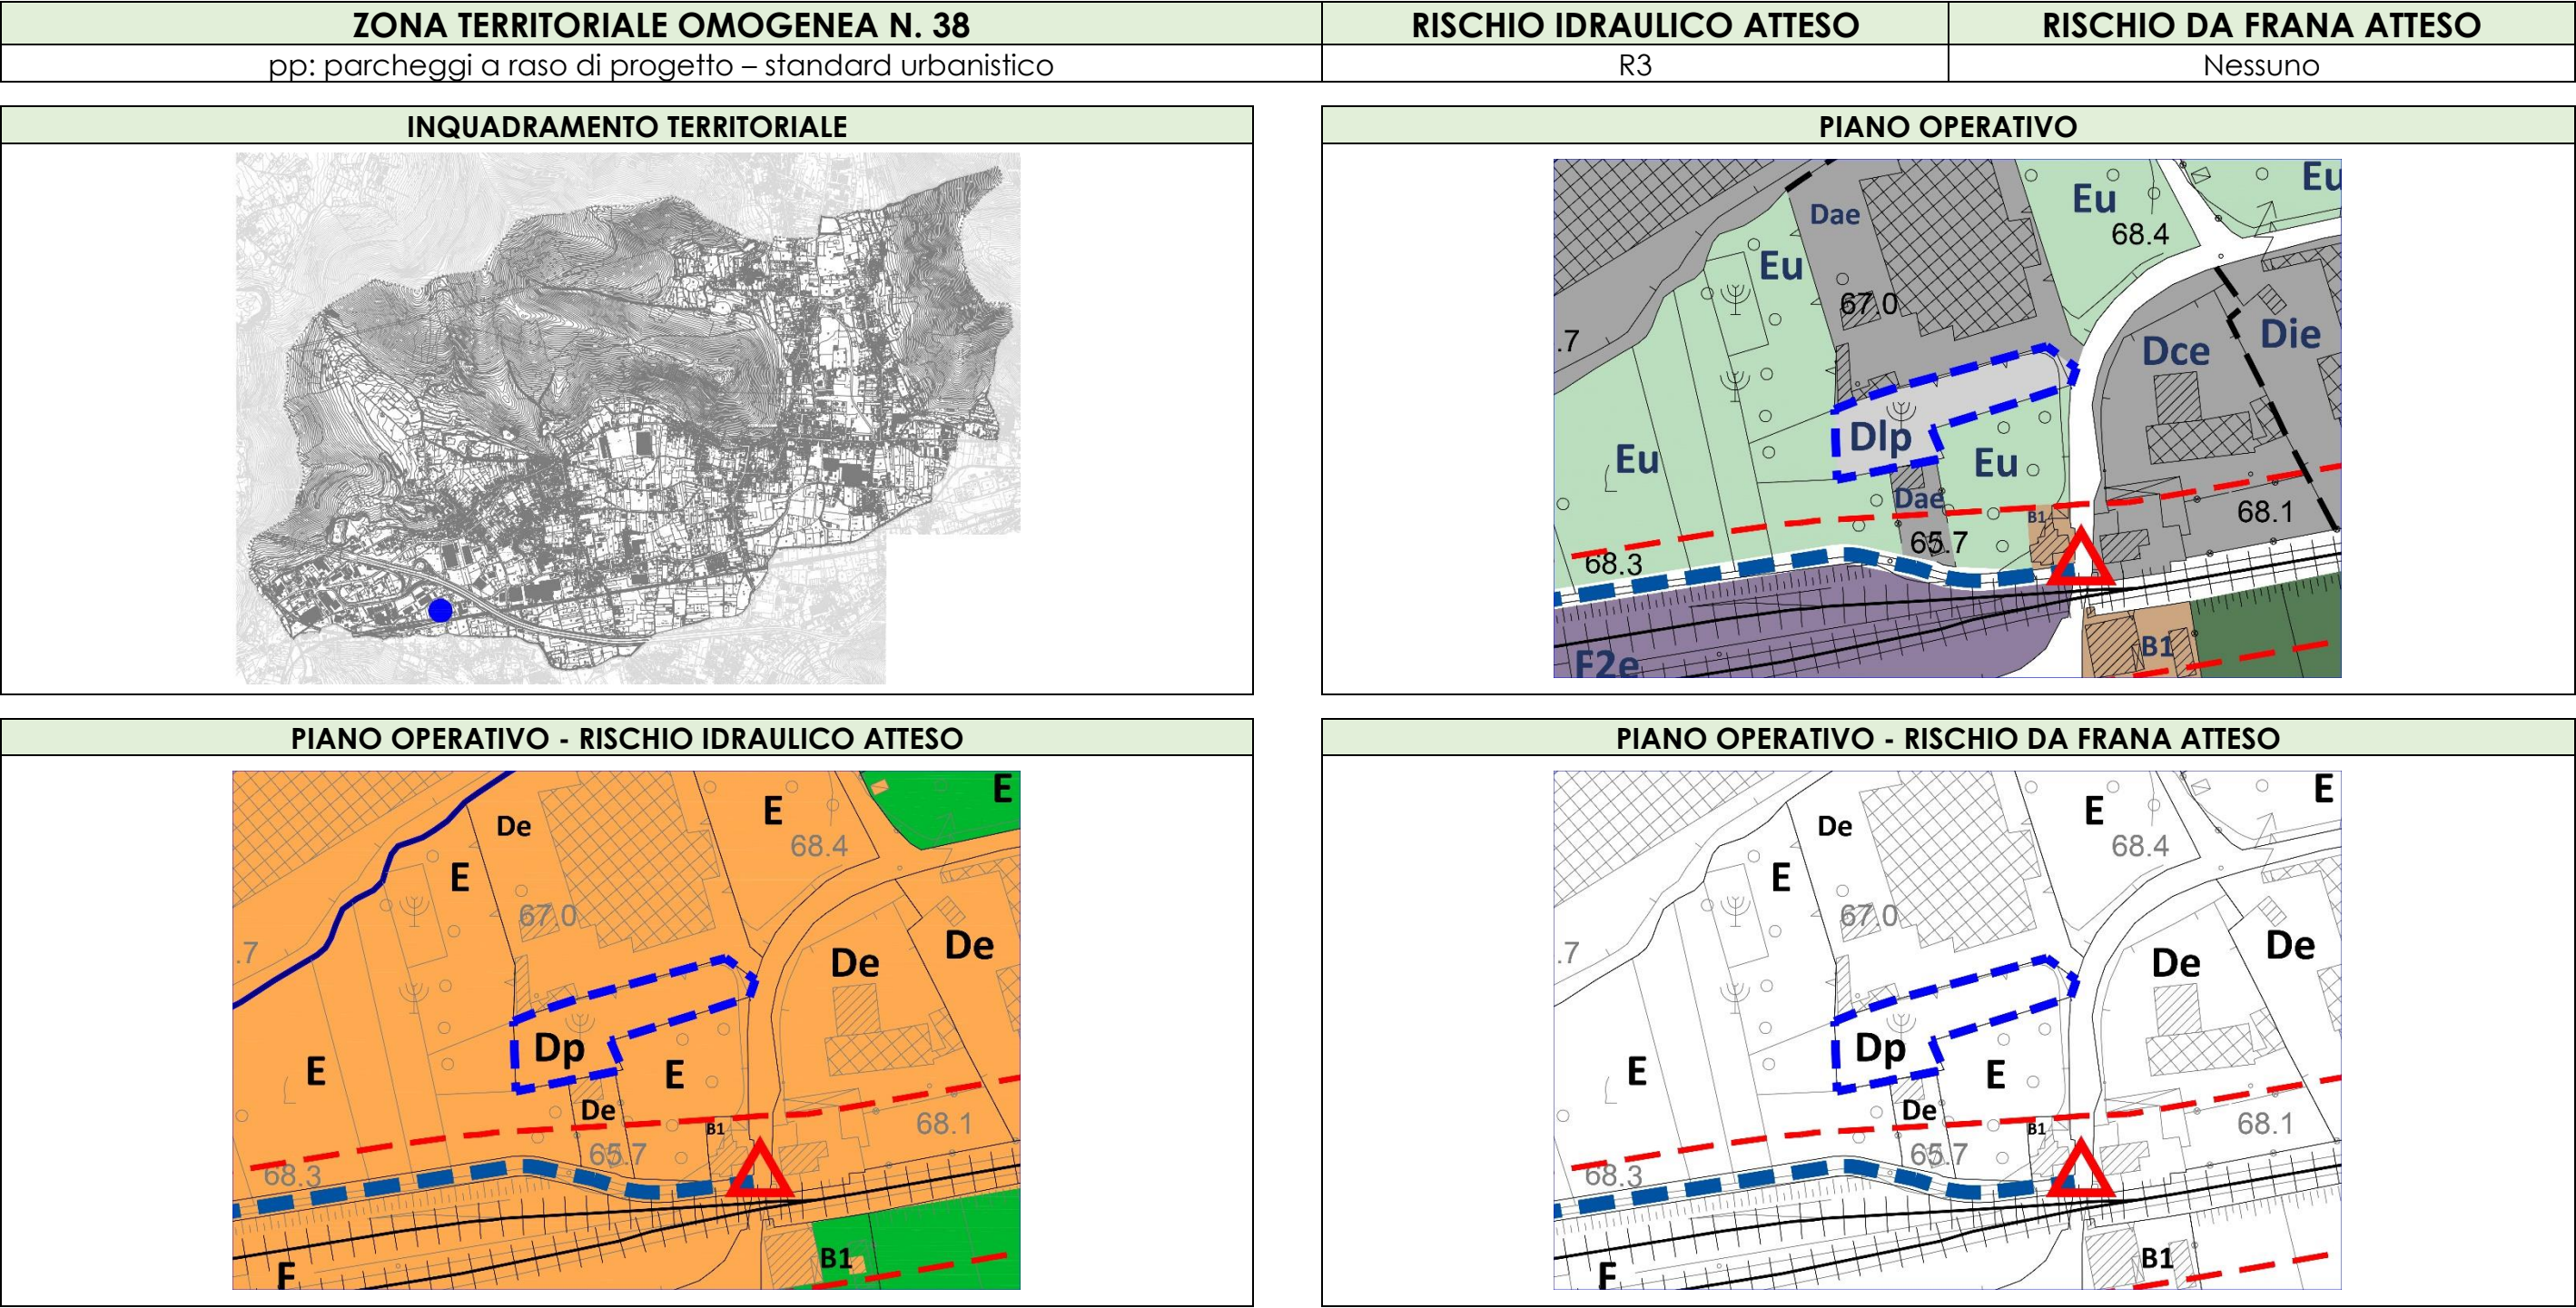 ZONA TERRITORIALE OMOGENEA N. 38
RISCHIO IDRAULICO ATTESO
RISCHIO DA FRANA ATTESO
pp: parcheggi a raso di progetto – standard urbanistico
R3
Nessuno
INQUADRAMENTO TERRITORIALE
PIANO OPERATIVO
Eu
Eu
Dae
68.4
Eu
67.0
.7
Die
Dce
Dlp
Eu
Eu
Dae
B1
68.1
65.7
68.3
B1
F2e
PIANO OPERATIVO - RISCHIO IDRAULICO ATTESO
PIANO OPERATIVO - RISCHIO DA FRANA ATTESO
E
E
De
68.4
E
67.0
.7
De
De
Dp
E
E
De
B1
68.1
65.7
68.3
B1
F
E
E
De
68.4
E
67.0
.7
De
De
Dp
E
E
De
B1
68.1
65.7
68.3
B1
F